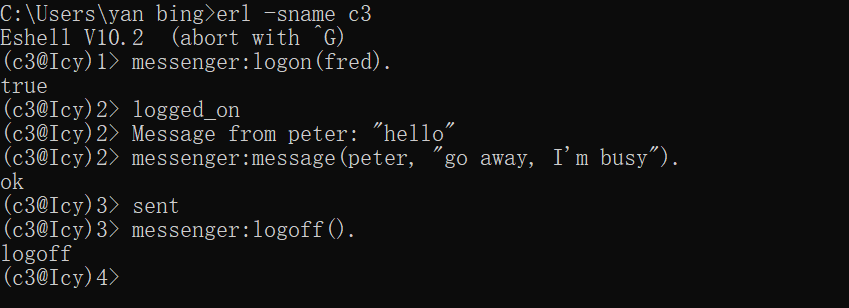 C:\Users\yan bing>erl -sname c3
Eshell V10.2  (abort with ^G)
(c3@Icy)1> messenger:logon(fred).
true
(c3@Icy)2> logged_on
(c3@Icy)2> Message from peter: "hello"
(c3@Icy)2> messenger:message(peter, "go away, I'm busy").
ok
(c3@Icy)3> sent
(c3@Icy)3> messenger:logoff().
logoff
(c3@Icy)4>